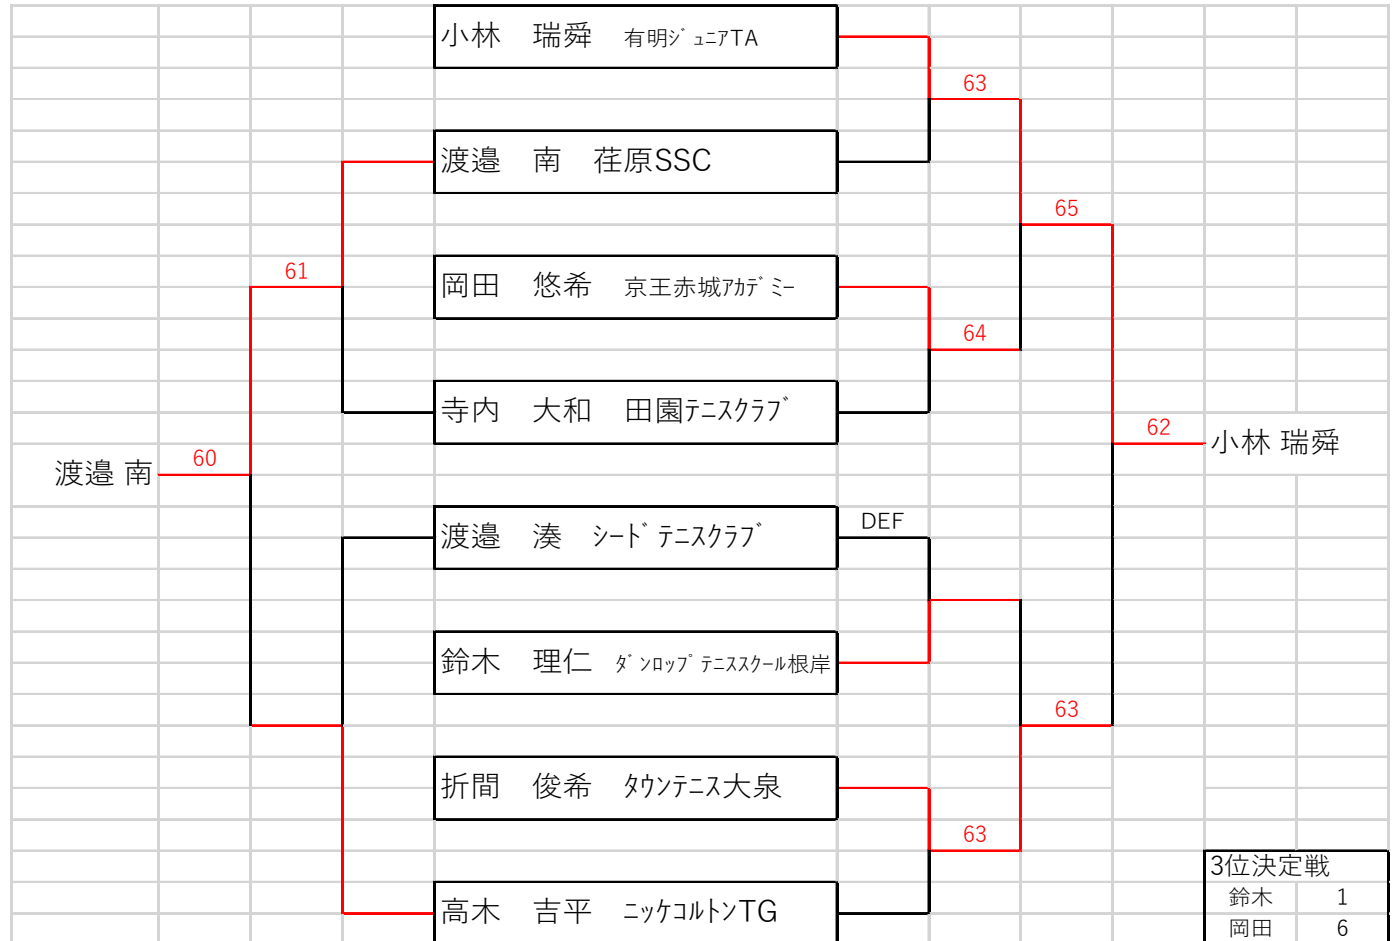 小林　瑞舜　有明ｼﾞｭﾆｱTA
63
渡邉　南　荏原SSC
65
61
岡田　悠希　京王赤城ｱｶﾃﾞﾐｰ
64
寺内　大和　田園ﾃﾆｽｸﾗﾌﾞ
62
小林 瑞舜
60
渡邉 南
渡邉　湊　ｼｰﾄﾞﾃﾆｽｸﾗﾌﾞ
DEF
鈴木　理仁　ﾀﾞﾝﾛｯﾌﾟﾃﾆｽｽｸｰﾙ根岸
63
折間　俊希　ﾀｳﾝﾃﾆｽ大泉
63
3位決定戦
鈴木 1
高木　吉平　ﾆｯｹｺﾙﾄﾝTG
岡田 6